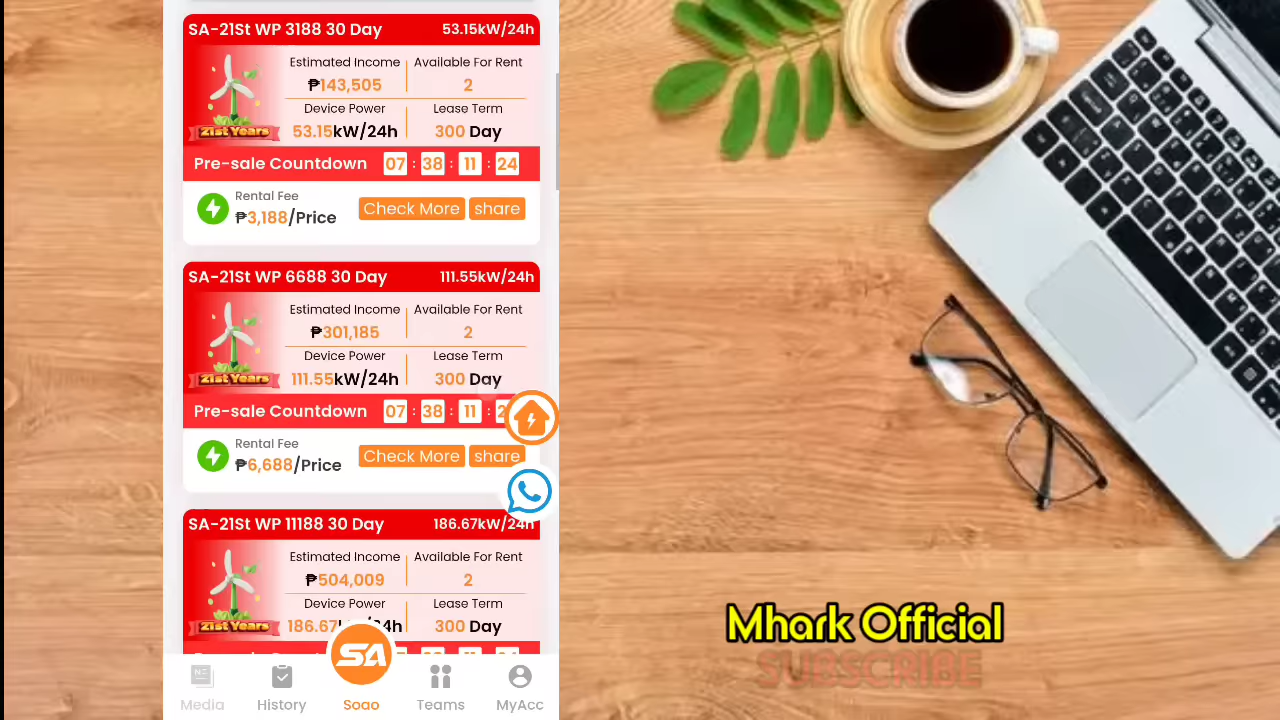 SA-21St WP 3188 30 Day 53.15kW/24h
Estimated Income Available For Rent
₱143,505 2
Device Power Lease Term
53.15kW/24h 300 Day
21st Years
Pre-sale Countdown 07 : 38 : 11 : 24
Rental Fee
₱3,188/Price Check More share
SA-21St WP 6688 30 Day 111.55kW/24h
Estimated Income Available For Rent
₱301,185 2
Device Power Lease Term
111.55kW/24h 300 Day
21st Years
Pre-sale Countdown 07 : 38 : 11 :
Rental Fee
₱6,688/Price Check More share
SA-21St WP 11188 30 Day 186.67kW/24h
Estimated Income Available For Rent
₱504,009 2
Device Power Lease Term
300 Day
21st Years
SA
Media History Soao Teams MyAcc
Mhark Official
SUBSCRIBE